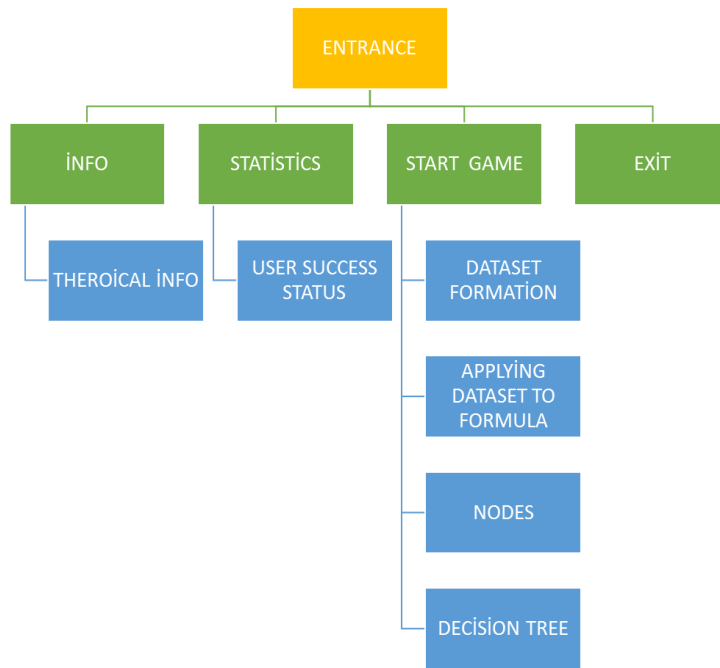 ENTRANCE
İNFO
STATİSTİCS
START GAME
EXİT
THEROİCAL İNFO
USER SUCCESS
STATUS
DATASET
FORMATİON
APPLYİNG
DATASET TO
FORMULA
NODES
DECİSİON TREE